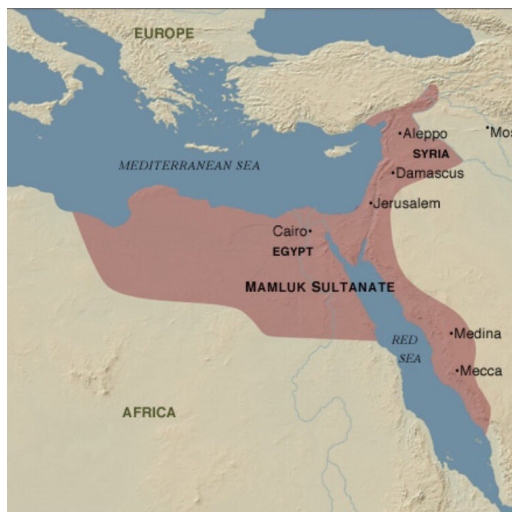 EUROPE
Aleppo
Mos
SYRIA
MEDITERRANEAN SEA
Damascus
Jerusalem
Cairo
EGYPT
MAMLUK SULTANATE
RED
SEA
Medina
Mecca
AFRICA